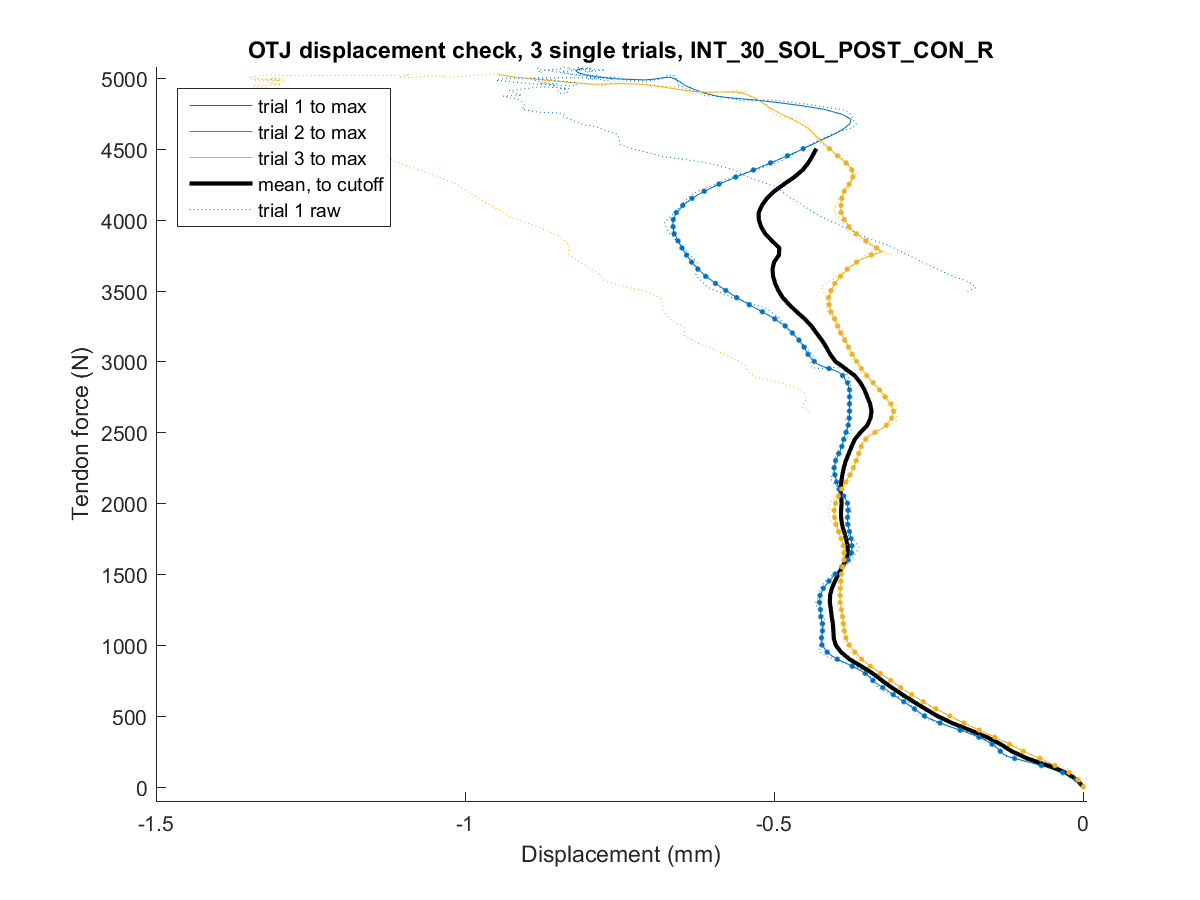 OTJ displacement check, 3 single trials, INT_30_SOL_POST_CON_R
5000
4500
4000
3500
3000
2500
2000
1500
1000
500
0
Tendon force (N)
trial 1 to max
trial 2 to max
trial 3 to max
mean, to cutoff
trial 1 raw
-1.5
-1
-0.5
0
Displacement (mm)